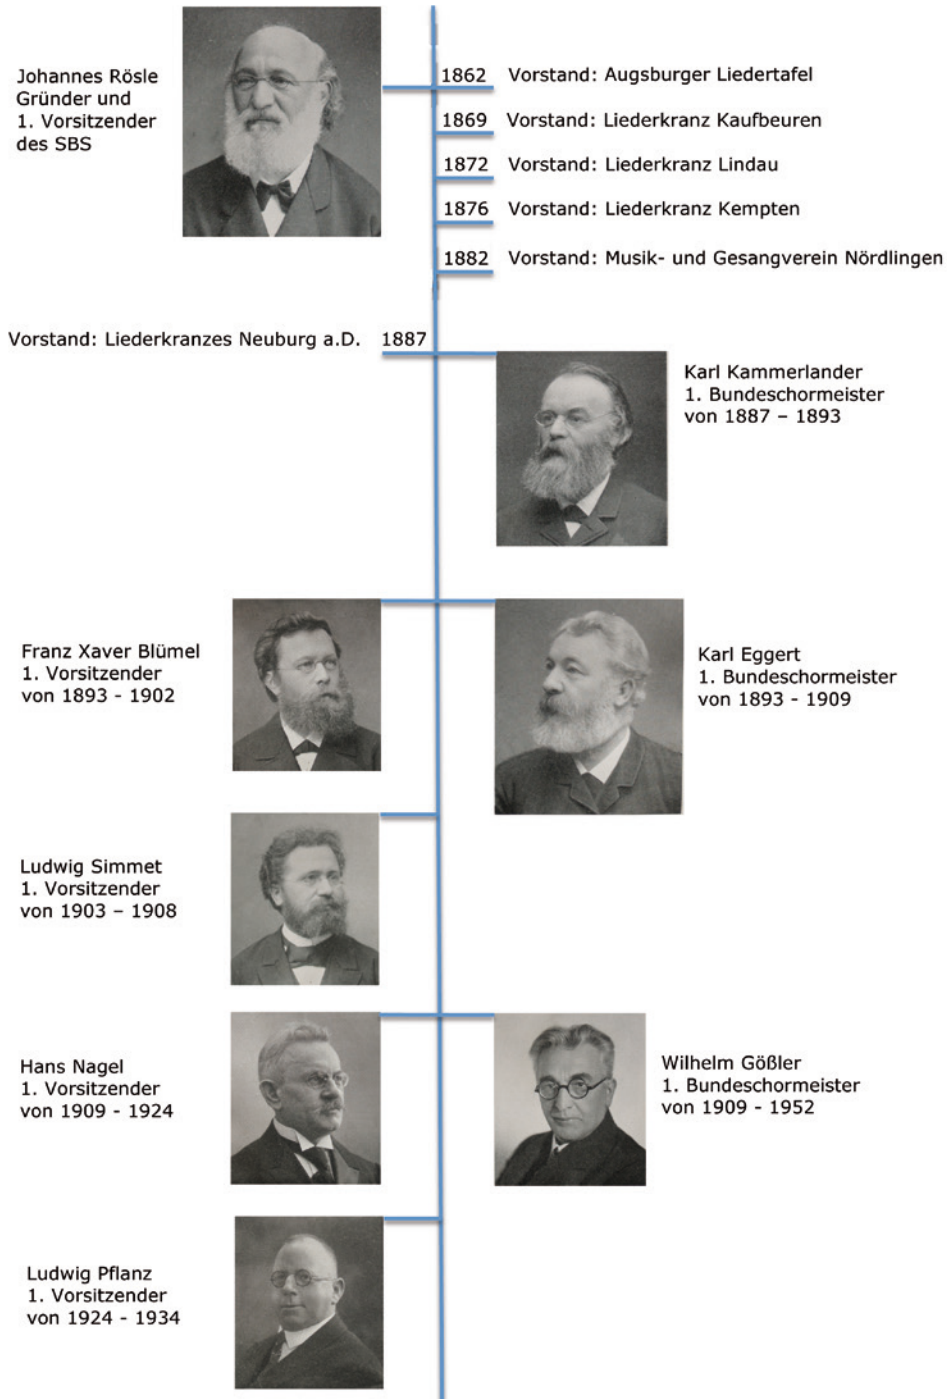 Johannes Rösle
Gründer und
1. Vorsitzender
des SBS
1862 Vorstand: Augsburger Liedertafel
1869 Vorstand: Liederkranz Kaufbeuren
1872 Vorstand: Liederkranz Lindau
1876 Vorstand: Liederkranz Kempten
1882 Vorstand: Musik- und Gesangverein Nördlingen
Vorstand: Liederkranzes Neuburg a.D. 1887
Karl Kammerlander
1. Bundeschormeister
von 1887 – 1893
Franz Xaver Blümel
1. Vorsitzender
von 1893 - 1902
Karl Eggert
1. Bundeschormeister
von 1893 - 1909
Ludwig Simmet
1. Vorsitzender
von 1903 – 1908
Hans Nagel
1. Vorsitzender
von 1909 - 1924
Wilhelm Gößler
1. Bundeschormeister
von 1909 - 1952
Ludwig Pflanz
1. Vorsitzender
von 1924 - 1934